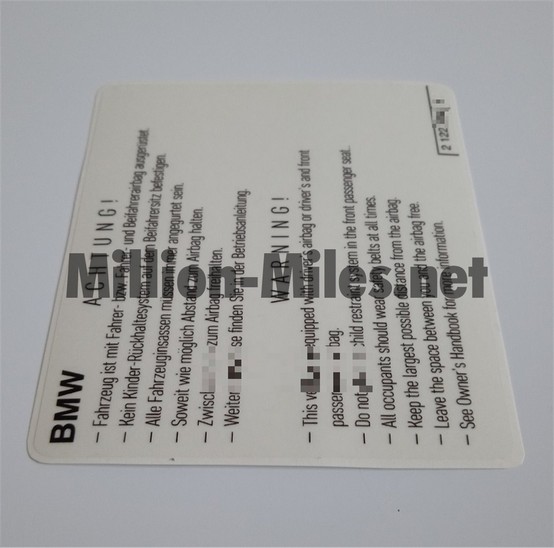 BMW
ACHTUNG!
– Fahrzeug ist mit Fahrer- bzw. Fahrer- und Beifahrerairbag ausgerüstet.
– Kein Kinder-Rückhaltesystem auf dem Beifahrersitz befestigen.
– Alle Fahrzeuginsassen müssen immer angegurtet sein.
– Soweit wie möglich Abstand zum Airbag halten.
– Zwisc zum Airbag freihalten.
– Weiter se finden Sie in der Betriebsanleitung.
WARNING!
– This equipped with driver's airbag or driver's and front
passen bag.
– Do not child restraint system in the front passenger seat.
– All occupants should wear safety belts at all times.
– Keep the largest possible distance from the airbag.
– Leave the space between you and the airbag free.
– See Owner's Handbook for more information.
2 122
Million-Miles.net